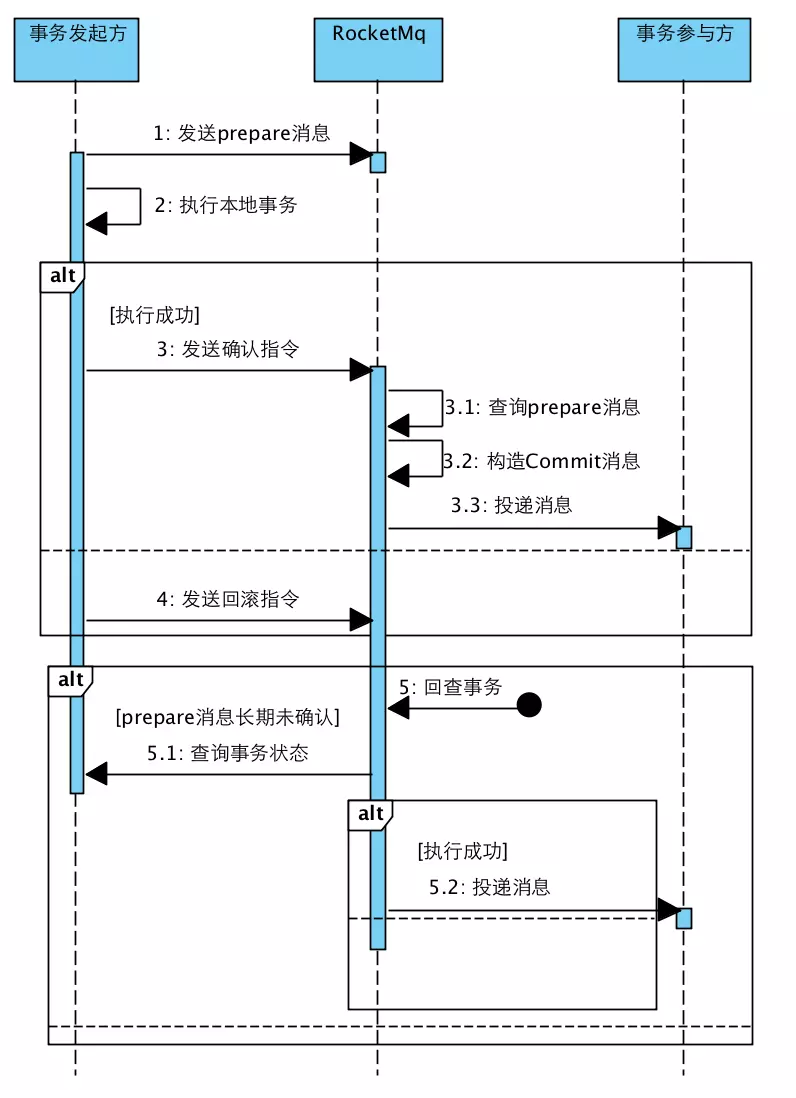 事务发起方
RocketMq
事务参与方
1: 发送prepare消息
2: 执行本地事务
alt
[执行成功]
3: 发送确认指令
3.1: 查询prepare消息
3.2: 构造Commit消息
3.3: 投递消息
4: 发送回滚指令
alt
5: 回查事务
[prepare消息长期未确认]
5.1: 查询事务状态
alt
[执行成功]
5.2: 投递消息